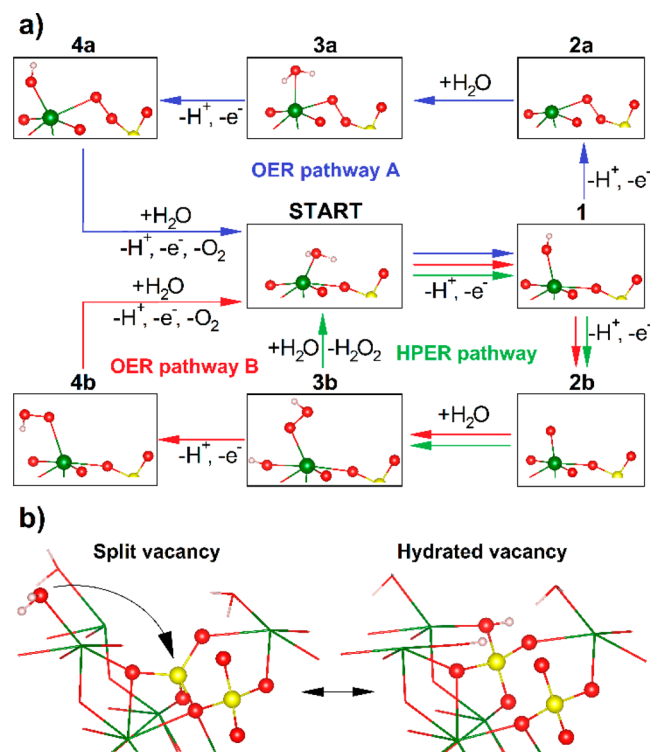 a)
4a
3a
2a
+H₂O
-H⁺, -e⁻
OER pathway A
-H⁺, -e⁻
+H₂O
-H⁺, -e⁻, -O₂
START
1
-H⁺, -e⁻
+H₂O
-H⁺, -e⁻, -O₂
OER pathway B
+H₂O
-H₂O₂
HPER pathway
-H⁺, -e⁻
4b
3b
2b
+H₂O
-H⁺, -e⁻
b)
Split vacancy
Hydrated vacancy